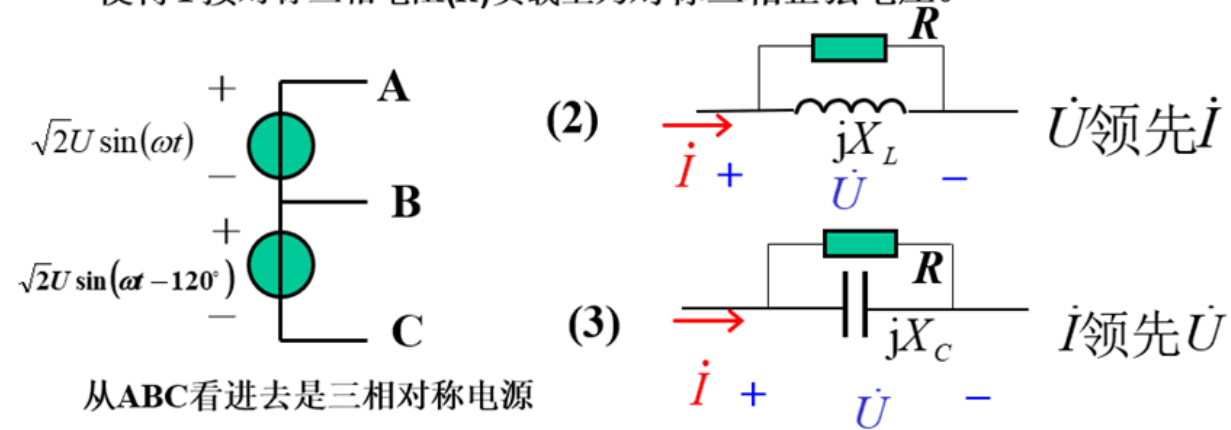 R
+ A
(2)
√2U sin(ωt)
U̇领先İ
jX_L
−
İ + U̇ −
B
+
R
√2U sin(ωt−120°)
(3)
jX_C
İ领先U̇
−
C
İ + U̇ −
从ABC看进去是三相对称电源